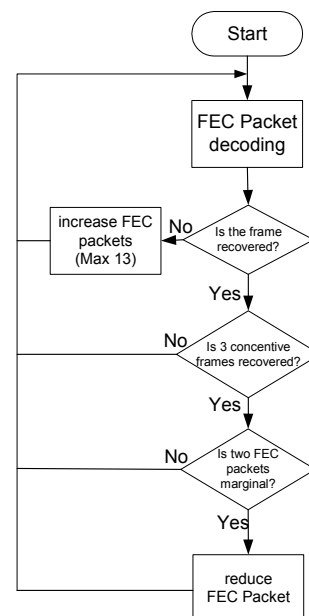 Start
FEC Packet
decoding
increase FEC
packets
(Max 13)
No
Is the frame
recovered?
Yes
No
Is 3 concentive
frames recovered?
Yes
No
Is two FEC
packets
marginal?
Yes
reduce
FEC Packet